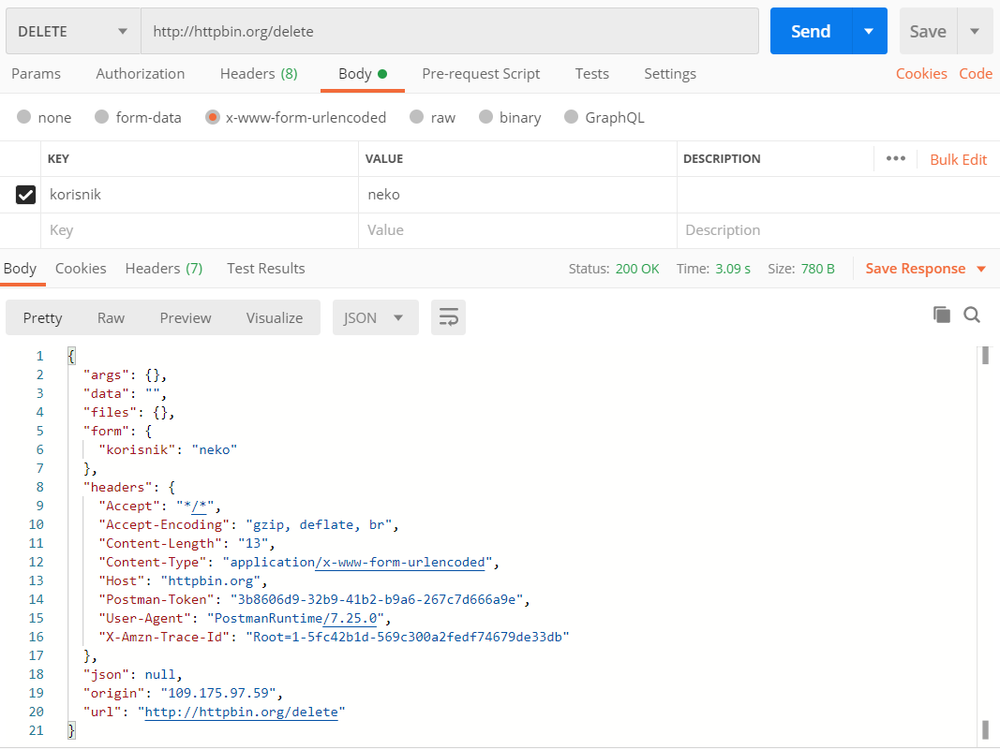 DELETE http://httpbin.org/delete Send Save
Params Authorization Headers (8) Body Pre-request Script Tests Settings Cookies Code
none form-data x-www-form-urlencoded raw binary GraphQL
KEY VALUE DESCRIPTION ••• Bulk Edit
korisnik neko
Key Value Description
Body Cookies Headers (7) Test Results Status: 200 OK Time: 3.09 s Size: 780 B Save Response
Pretty Raw Preview Visualize JSON
1 {
2 "args": {},
3 "data": "",
4 "files": {},
5 "form": {
6 "korisnik": "neko"
7 },
8 "headers": {
9 "Accept": "*/*",
10 "Accept-Encoding": "gzip, deflate, br",
11 "Content-Length": "13",
12 "Content-Type": "application/x-www-form-urlencoded",
13 "Host": "httpbin.org",
14 "Postman-Token": "3b8606d9-32b9-41b2-b9a6-267c7d666a9e",
15 "User-Agent": "PostmanRuntime/7.25.0",
16 "X-Amzn-Trace-Id": "Root=1-5fc42b1d-569c300a2fedf74679de33db"
17 },
18 "json": null,
19 "origin": "109.175.97.59",
20 "url": "http://httpbin.org/delete"
21 }